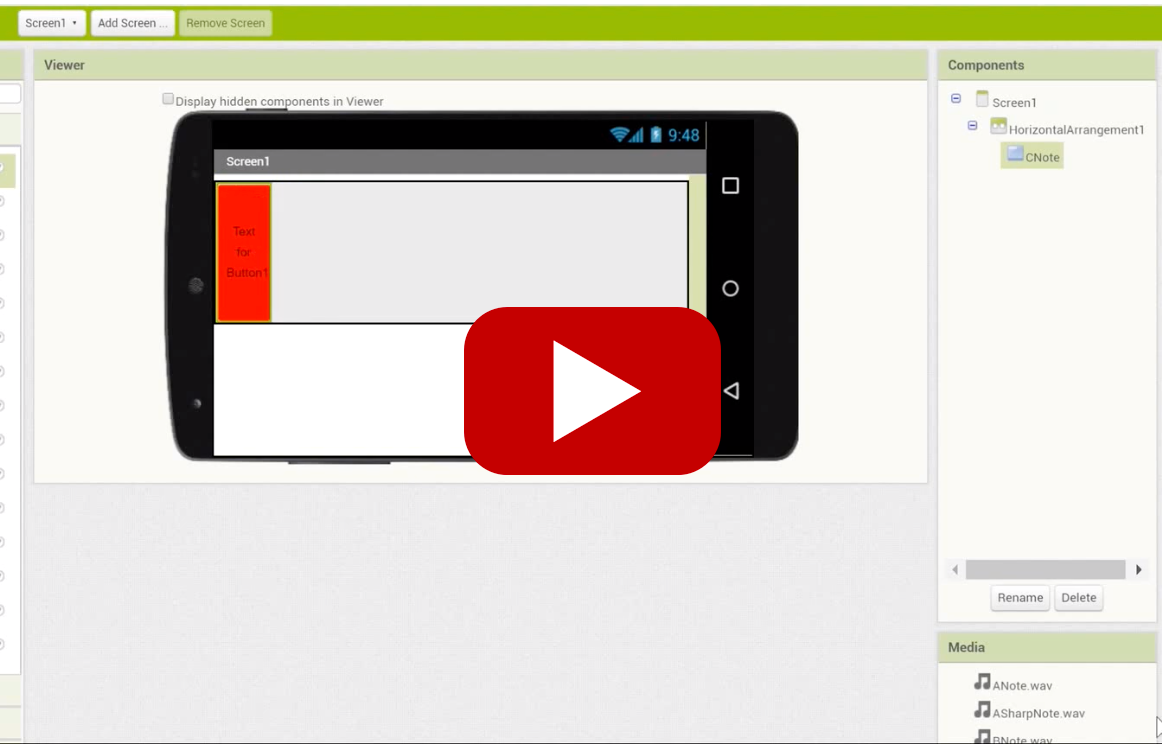 Screen1
Add Screen ...
Remove Screen
Viewer
Display hidden components in Viewer
9:48
Screen1
Text
for
Button1
Components
Screen1
HorizontalArrangement1
CNote
Rename
Delete
Media
ANote.wav
ASharpNote.wav
BNote.wav